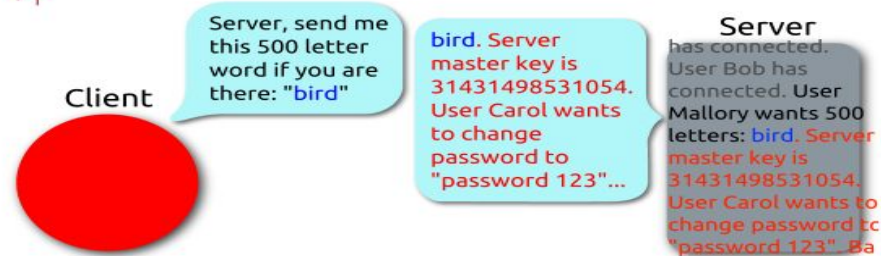 Client
Server, send me
this 500 letter
word if you are
there: "bird"
bird. Server
master key is
31431498531054.
User Carol wants
to change
password to
"password 123"...
Server
has connected.
User Bob has
connected. User
Mallory wants 500
letters: bird. Server
master key is
31431498531054.
User Carol wants to
change password to
"password 123". Ba